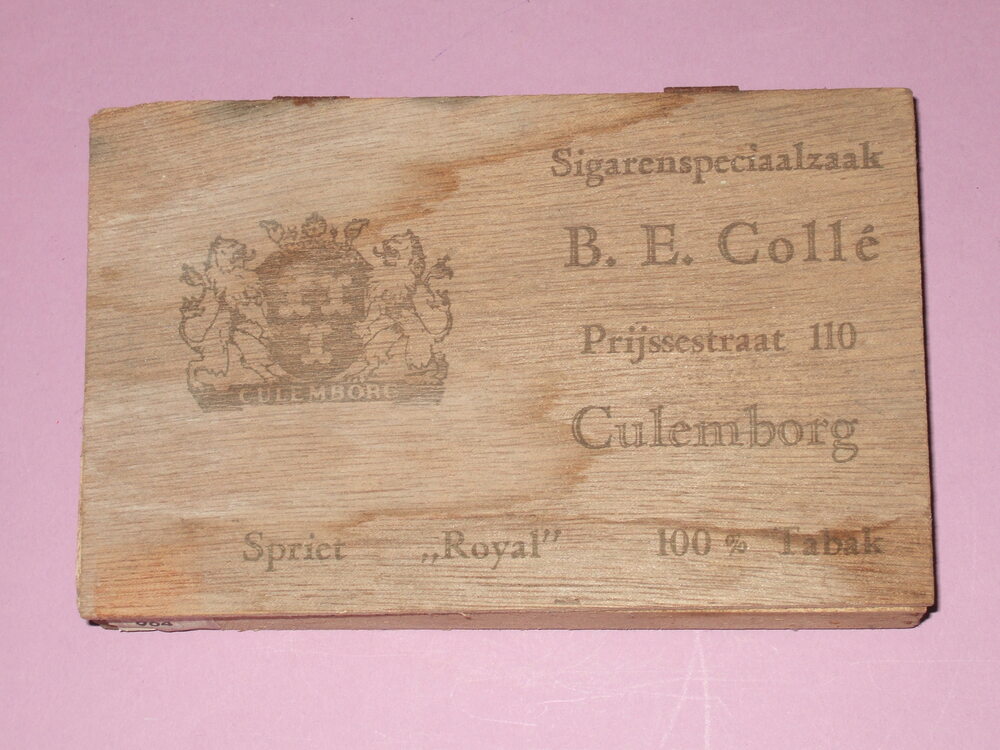 Sigarenspeciaalzaak
B. E. Collé
Prijssestraat 110
Culemborg
CULEMBORG
Spriet „Royal” 100 % Tabak